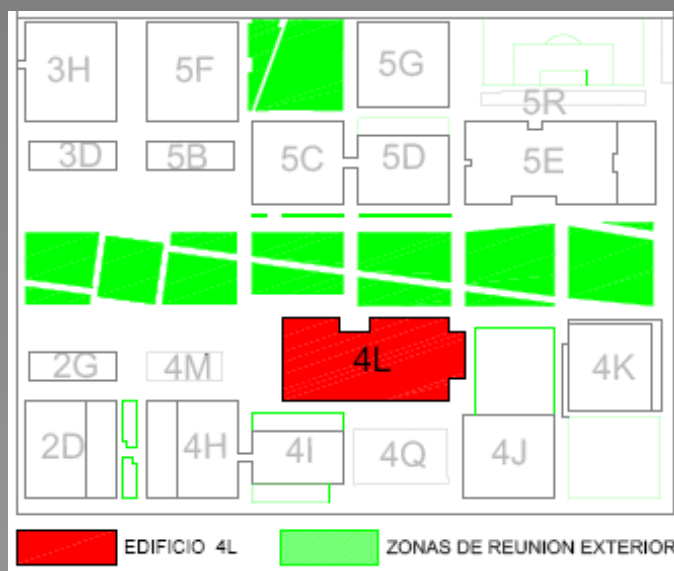 3H
5F
5G
5R
3D
5B
5C
5D
5E
2G
4M
4L
4K
2D
4H
4I
4Q
4J
EDIFICIO 4L
ZONAS DE REUNION EXTERIOR